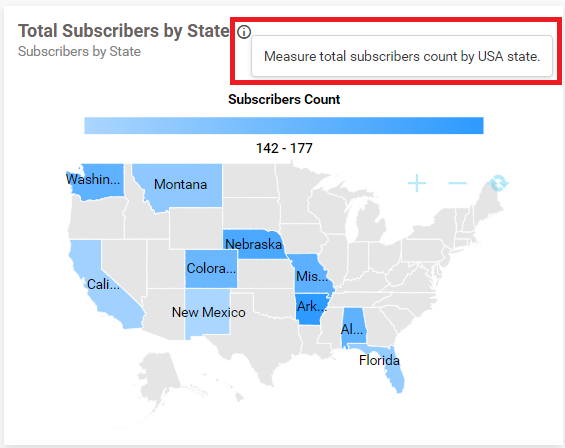 Total Subscribers by State
Measure total subscribers count by USA state.
Subscribers by State
Subscribers Count
142 - 177
Washin...
Montana
Nebraska
Colora...
Cali...
Mis...
New Mexico
Ark...
Al...
Florida